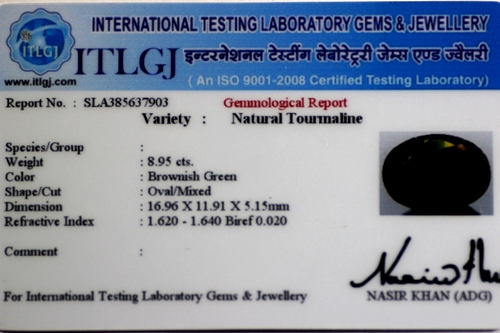 INTERNATIONAL TESTING LABORATORY GEMS & JEWELLERY
ITLGJ
ITLGJ
इन्टरनेशनल टेस्टींग लेबोरेट्री जेम्स एण्ड ज्वैलरी
www.itlgj.com
( An ISO 9001-2008 Certified Testing Laboratory)
Report No. : SLA385637903
Gemmological Report
Variety : Natural Tourmaline
Species/Group :
Weight : 8.95 cts.
Color : Brownish Green
Shape/Cut : Oval/Mixed
Dimension : 16.96 X 11.91 X 5.15mm
Refractive Index : 1.620 - 1.640 Biref 0.020
Comment :
For International Testing Laboratory Gems & Jewellery
NASIR KHAN (ADG)